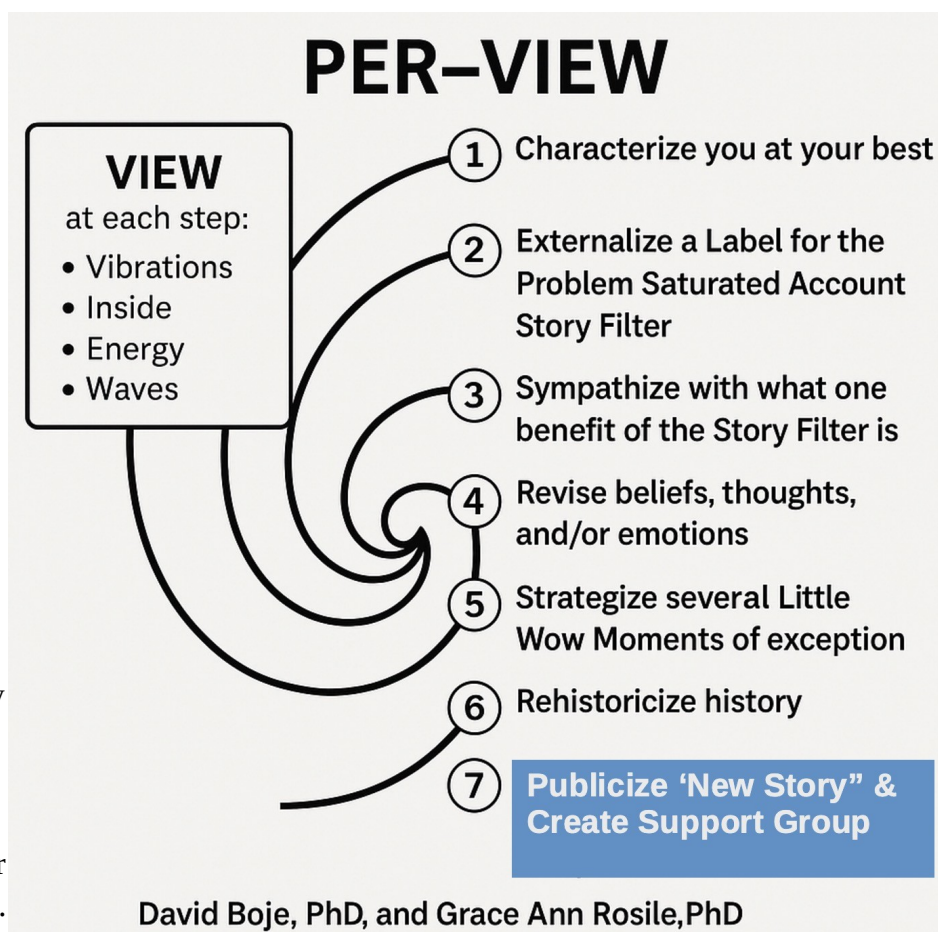 PER–VIEW
VIEW
at each step:
• Vibrations
• Inside
• Energy
• Waves
1 Characterize you at your best
2 Externalize a Label for the
Problem Saturated Account
Story Filter
3 Sympathize with what one
benefit of the Story Filter is
4 Revise beliefs, thoughts,
and/or emotions
5 Strategize several Little
Wow Moments of exception
6 Rehistoricize history
7 Publicize ‘New Story” &
Create Support Group
David Boje, PhD, and Grace Ann Rosile,PhD